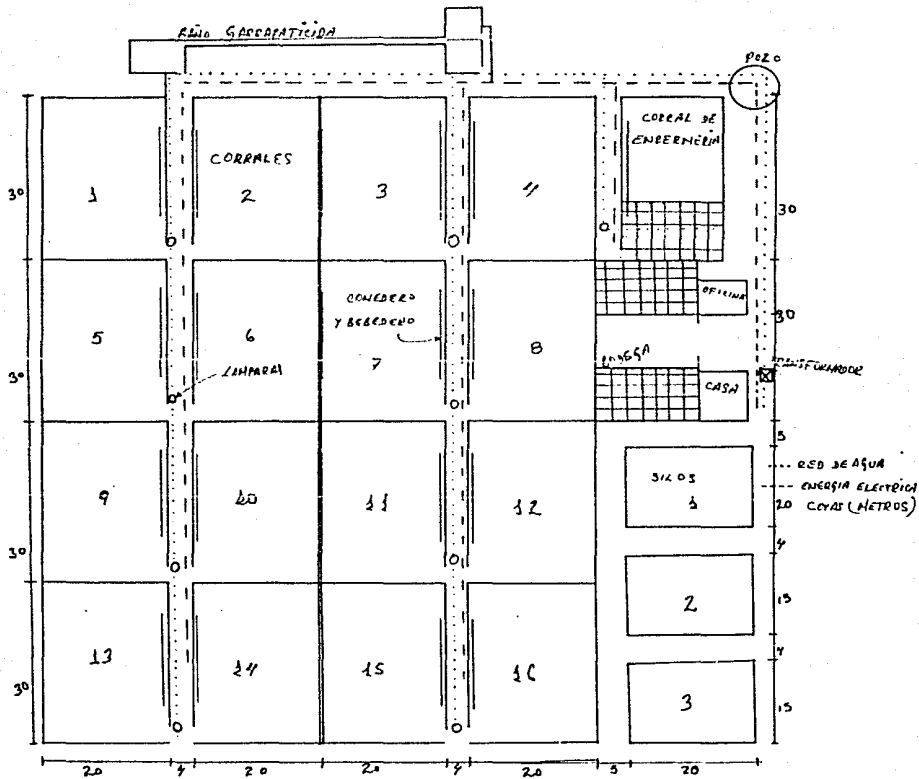 BAÑO GARRAPATICIDA
POZO
CORRAL DE
ENFERMERIA
CORRALES
1
2
3
4
30
30
COMEDERO
Y BEBEDERO
OFICINA
30
5
6
7
8
LAMPARAS
BODEGA
CASA
TRANSFORMADOR
30
5
9
10
11
12
SILOS
1
RED DE AGUA
ENERGIA ELECTRICA
20 COTAS (METROS)
30
4
2
15
13
14
15
16
4
30
3
15
20
4
20
20
4
20
5
20